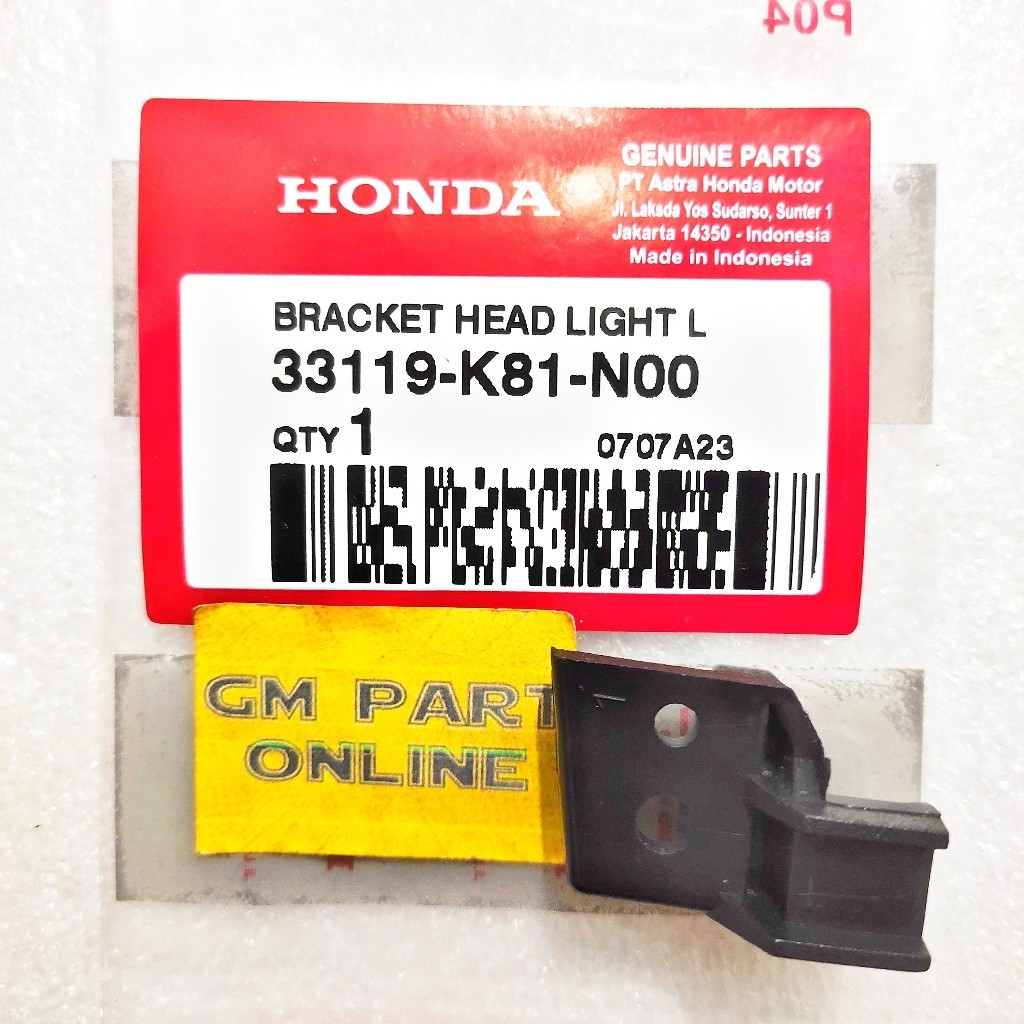 P04
HONDA
GENUINE PARTS
PT Astra Honda Motor
Jl. Laksda Yos Sudarso, Sunter 1
Jakarta 14350 - Indonesia
Made in Indonesia
BRACKET HEAD LIGHT L
33119-K81-N00
QTY 1 0707A23
GM PART
ONLINE
L